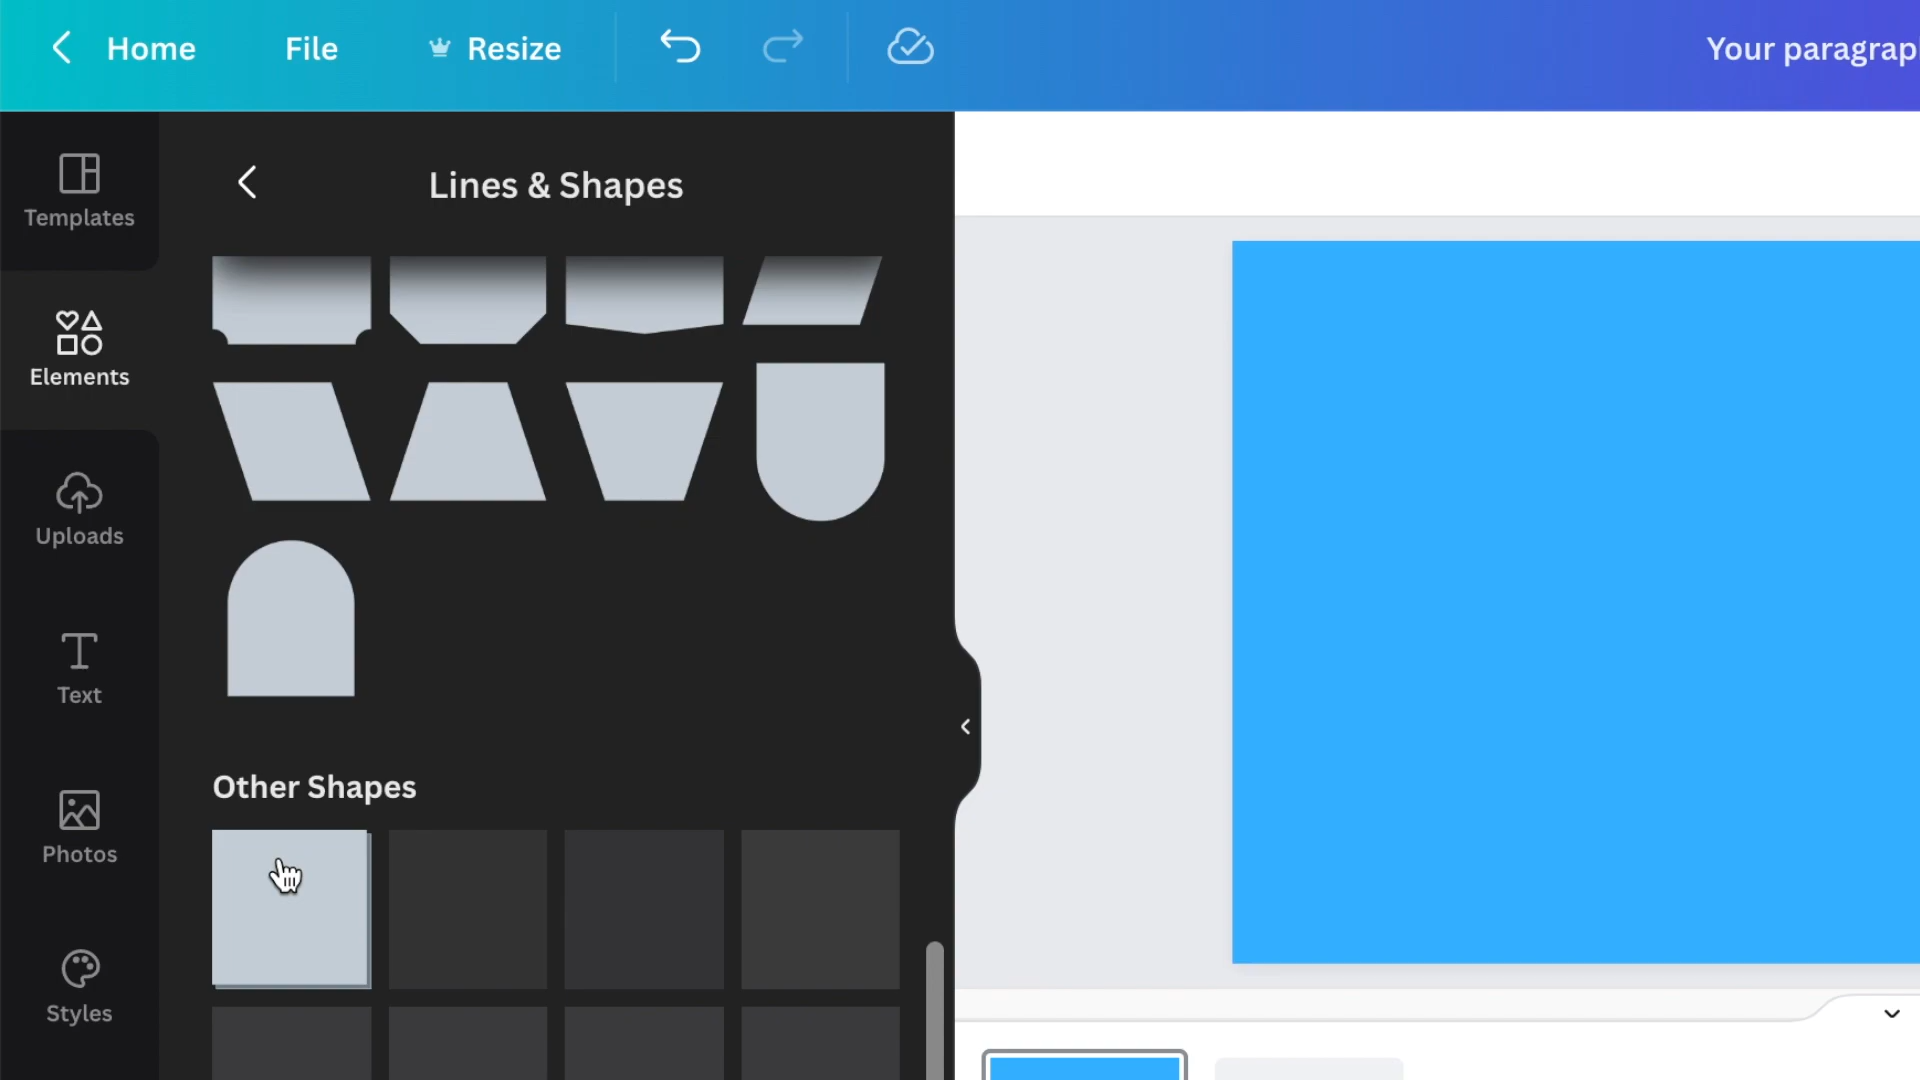 Home
File
Resize
Your paragrap
Templates
Lines & Shapes
Elements
Uploads
Text
Other Shapes
Photos
Styles